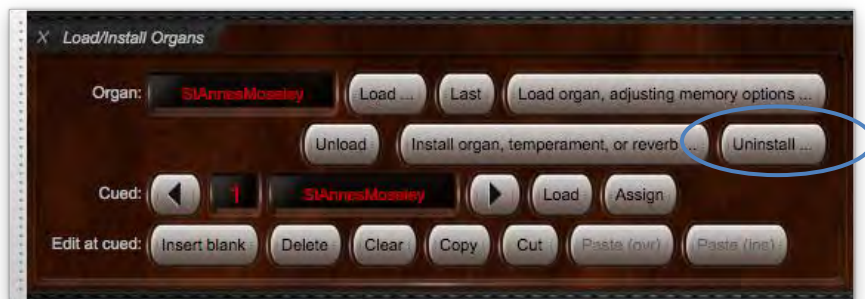 X Load/Install Organs
Organ: StAnnesMoseley Load ... Last Load organ, adjusting memory options ...
Unload Install organ, temperament, or reverb ... Uninstall ...
Cued: 1 StAnnesMoseley Load Assign
Edit at cued: Insert blank Delete Clear Copy Cut Paste (ovr) Paste (ins)